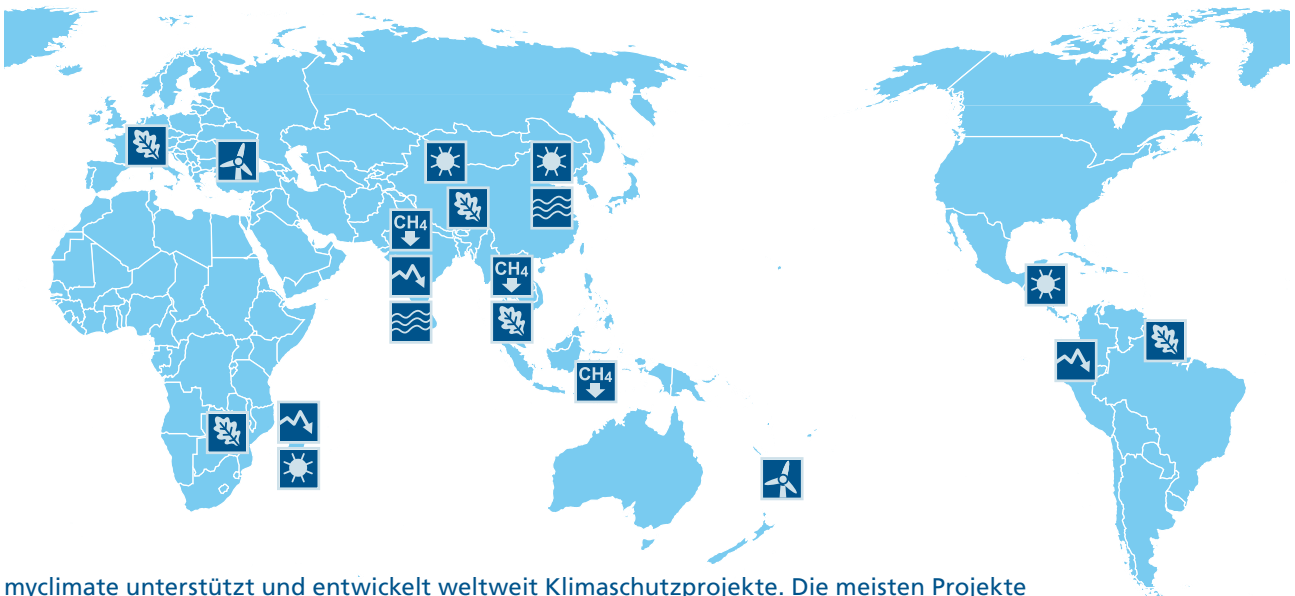 CH4
CH4
CH4
myclimate unterstützt und entwickelt weltweit Klimaschutzprojekte. Die meisten Projekte